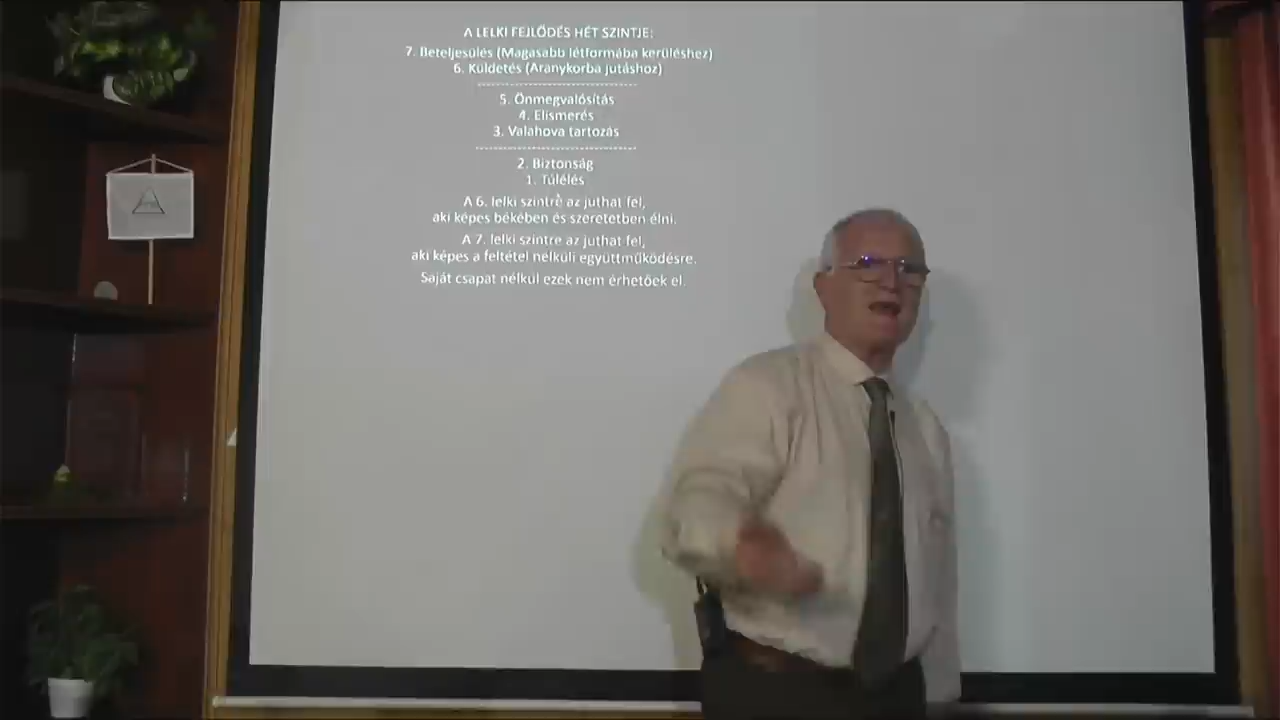 A LELKI FEJLŐDÉS HÉT SZINTJE:
7. Beteljesülés (Magasabb létformába kerüléshez)
6. Küldetés (Aranykorba jutáshoz)
--------------------------------
5. Önmegvalósítás
4. Elismerés
3. Valahova tartozás
--------------------------------
2. Biztonság
1. Túlélés
A 6. lelki szintre az juthat fel,
aki képes békében és szeretetben élni.
A 7. lelki szintre az juthat fel,
aki képes a feltétel nélküli együttműködésre.
Saját csapat nélkül ezek nem érhetőek el.